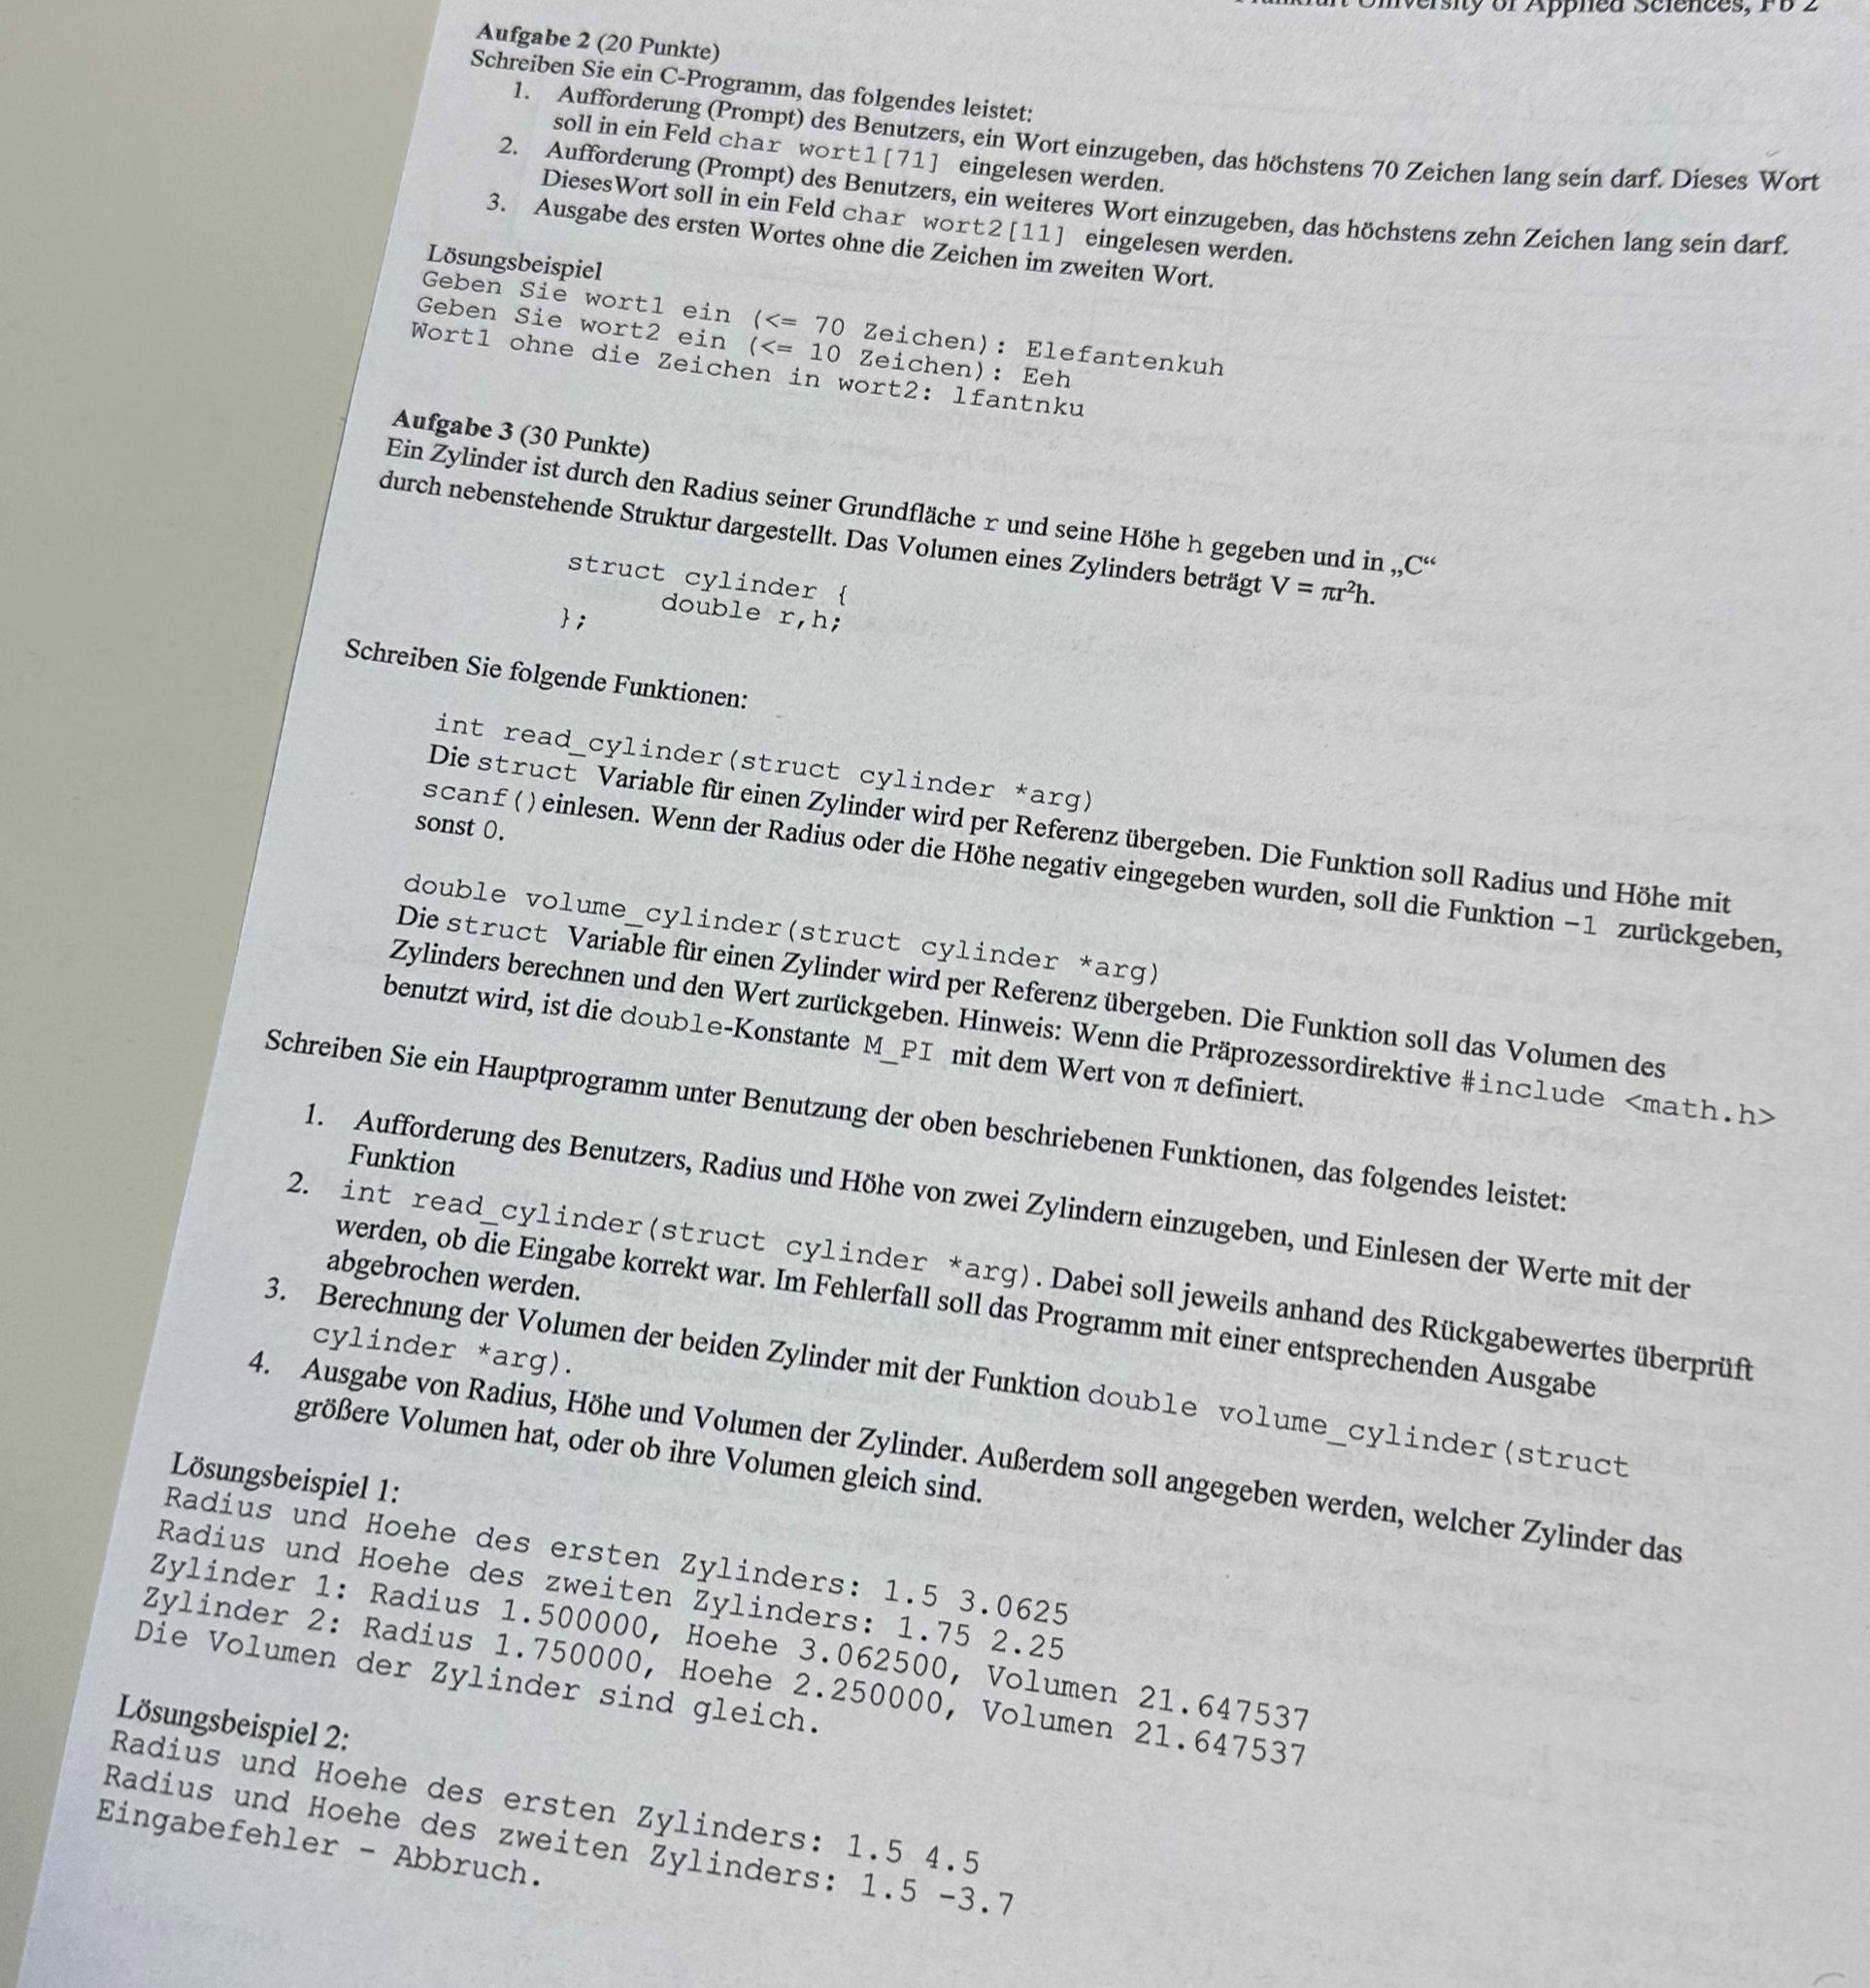 University of Applied Sciences, Fb 2
Aufgabe 2 (20 Punkte)
Schreiben Sie ein C-Programm, das folgendes leistet:
1. Aufforderung (Prompt) des Benutzers, ein Wort einzugeben, das höchstens 70 Zeichen lang sein darf. Dieses Wort
soll in ein Feld char wort1[71] eingelesen werden.
2. Aufforderung (Prompt) des Benutzers, ein weiteres Wort einzugeben, das höchstens zehn Zeichen lang sein darf.
DiesesWort soll in ein Feld char wort2[11] eingelesen werden.
3. Ausgabe des ersten Wortes ohne die Zeichen im zweiten Wort.
Lösungsbeispiel
Geben Sie wort1 ein (<= 70 Zeichen): Elefantenkuh
Geben Sie wort2 ein (<= 10 Zeichen): Eeh
Wort1 ohne die Zeichen in wort2: lfantnku
Aufgabe 3 (30 Punkte)
Ein Zylinder ist durch den Radius seiner Grundfläche r und seine Höhe h gegeben und in „C“
durch nebenstehende Struktur dargestellt. Das Volumen eines Zylinders beträgt V = πr²h.
struct cylinder {
double r,h;
};
Schreiben Sie folgende Funktionen:
int read_cylinder(struct cylinder *arg)
Die struct Variable für einen Zylinder wird per Referenz übergeben. Die Funktion soll Radius und Höhe mit
scanf() einlesen. Wenn der Radius oder die Höhe negativ eingegeben wurden, soll die Funktion -1 zurückgeben,
sonst 0.
double volume_cylinder(struct cylinder *arg)
Die struct Variable für einen Zylinder wird per Referenz übergeben. Die Funktion soll das Volumen des
Zylinders berechnen und den Wert zurückgeben. Hinweis: Wenn die Präprozessordirektive #include <math.h>
benutzt wird, ist die double-Konstante M_PI mit dem Wert von π definiert.
Schreiben Sie ein Hauptprogramm unter Benutzung der oben beschriebenen Funktionen, das folgendes leistet:
1. Aufforderung des Benutzers, Radius und Höhe von zwei Zylindern einzugeben, und Einlesen der Werte mit der
Funktion
2. int read_cylinder(struct cylinder *arg). Dabei soll jeweils anhand des Rückgabewertes überprüft
werden, ob die Eingabe korrekt war. Im Fehlerfall soll das Programm mit einer entsprechenden Ausgabe
abgebrochen werden.
3. Berechnung der Volumen der beiden Zylinder mit der Funktion double volume_cylinder(struct
cylinder *arg).
4. Ausgabe von Radius, Höhe und Volumen der Zylinder. Außerdem soll angegeben werden, welcher Zylinder das
größere Volumen hat, oder ob ihre Volumen gleich sind.
Lösungsbeispiel 1:
Radius und Hoehe des ersten Zylinders: 1.5 3.0625
Radius und Hoehe des zweiten Zylinders: 1.75 2.25
Zylinder 1: Radius 1.500000, Hoehe 3.062500, Volumen 21.647537
Zylinder 2: Radius 1.750000, Hoehe 2.250000, Volumen 21.647537
Die Volumen der Zylinder sind gleich.
Lösungsbeispiel 2:
Radius und Hoehe des ersten Zylinders: 1.5 4.5
Radius und Hoehe des zweiten Zylinders: 1.5 -3.7
Eingabefehler - Abbruch.